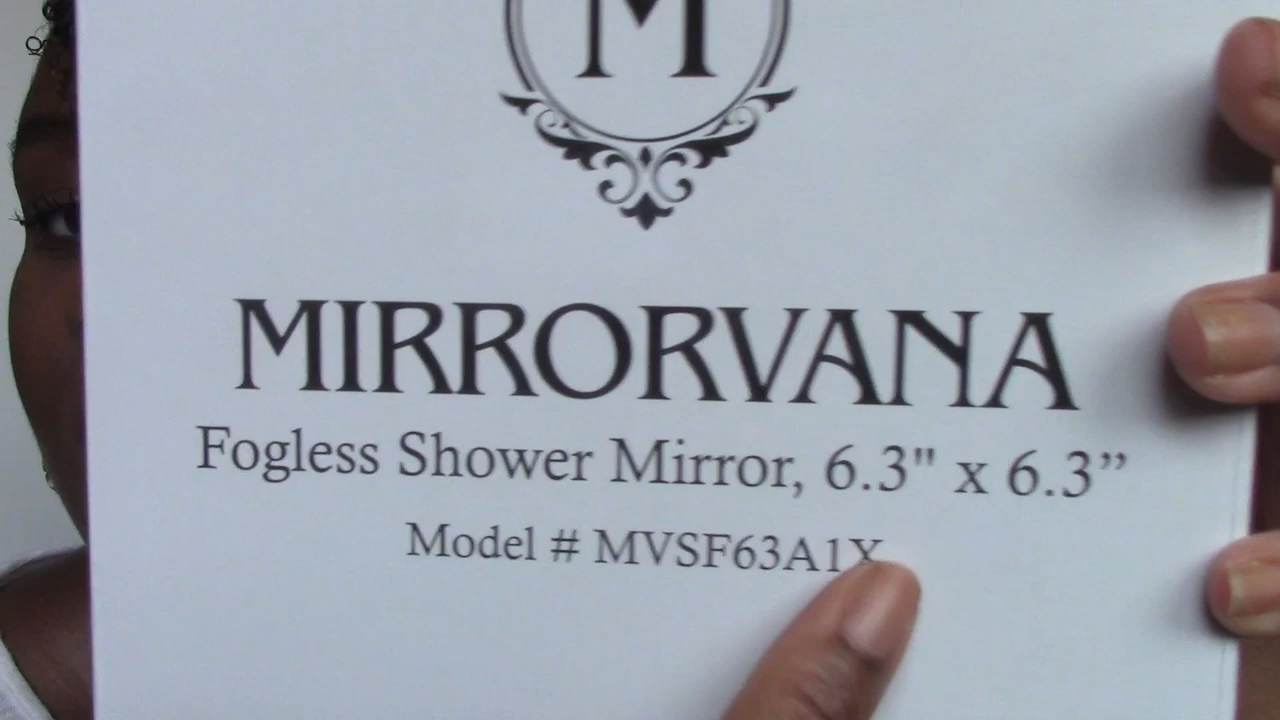 M
MIRRORVANA
Fogless Shower Mirror, 6.3" x 6.3”
Model # MVSF63A1X